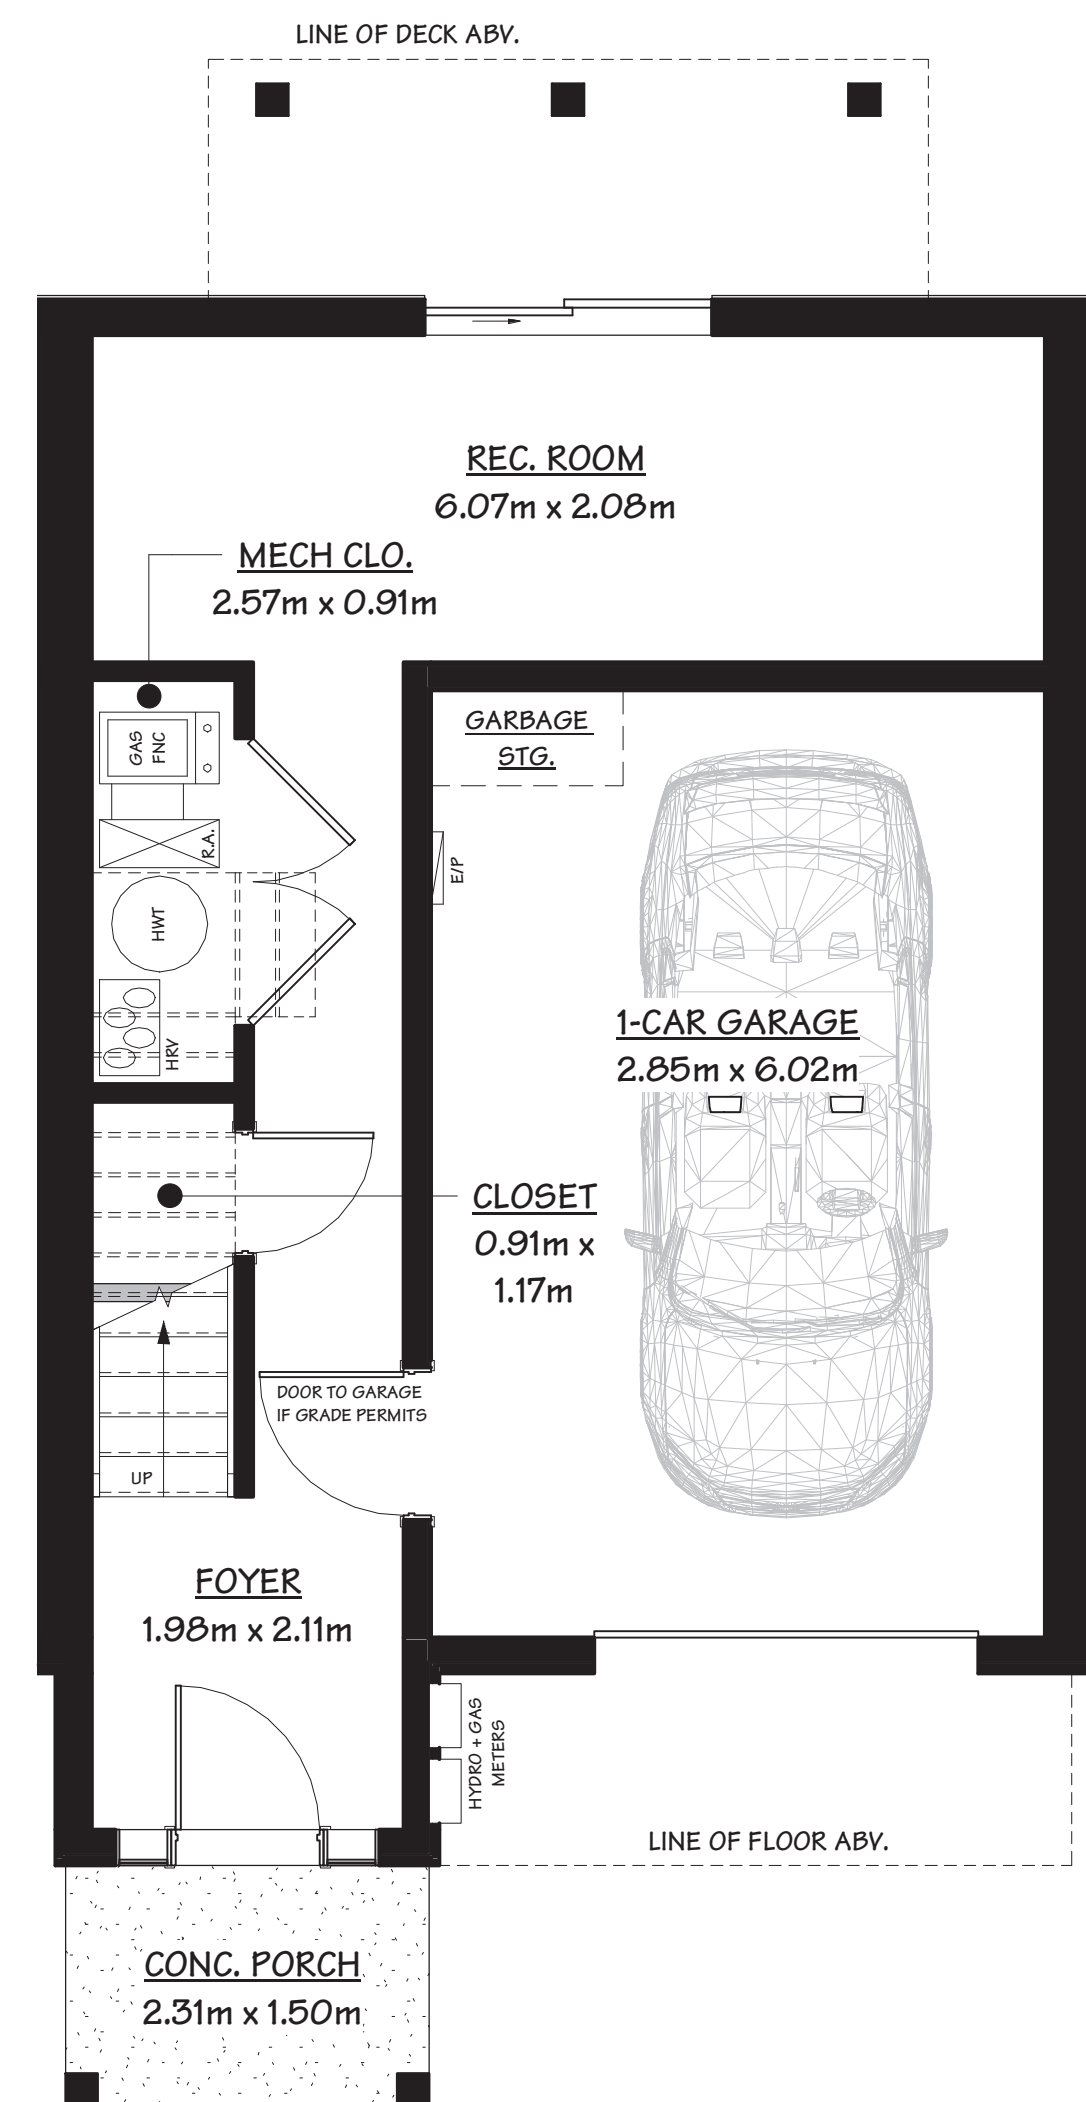 LINE OF DECK ABV.
REC. ROOM
6.07m x 2.08m
MECH CLO.
2.57m x 0.91m
GAS
FNC
R.A.
HWT
HRV
GARBAGE
STG.
E/P
1-CAR GARAGE
2.85m x 6.02m
CLOSET
0.91m x
1.17m
DOOR TO GARAGE
IF GRADE PERMITS
UP
FOYER
1.98m x 2.11m
HYDRO + GAS
METERS
LINE OF FLOOR ABV.
CONC. PORCH
2.31m x 1.50m